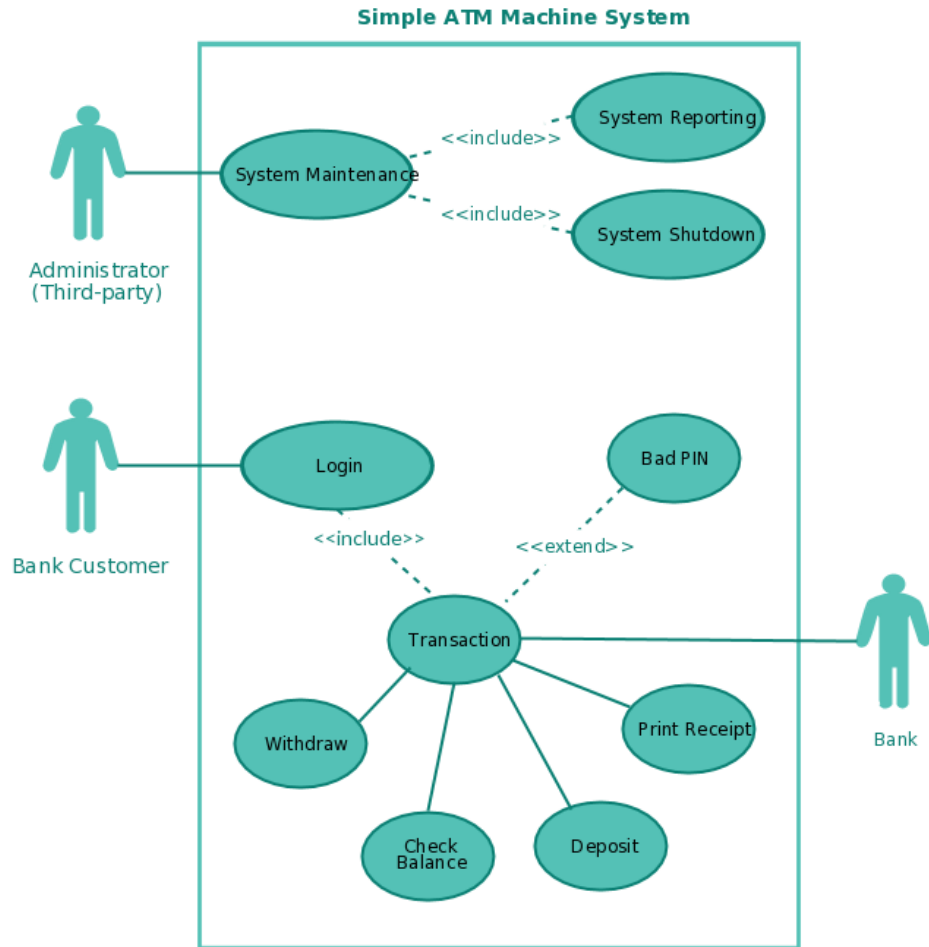 Simple ATM Machine System
System Reporting
<<include>>
System Maintenance
<<include>>
System Shutdown
Administrator
(Third-party)
Bad PIN
Login
<<include>>
<<extend>>
Bank Customer
Transaction
Print Receipt
Withdraw
Bank
Check
Balance
Deposit